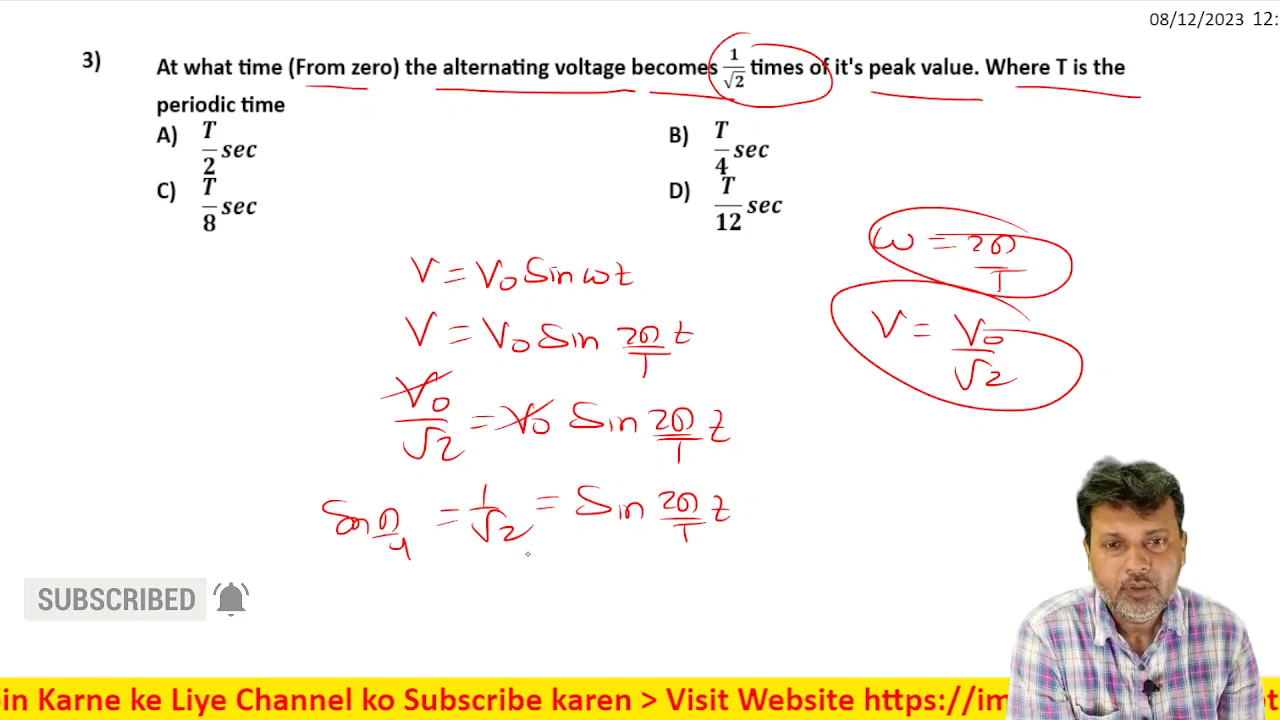 08/12/2023 12:
3) At what time (From zero) the alternating voltage becomes 1/√2 times of it's peak value. Where T is the
periodic time
A) T/2 sec
B) T/4 sec
C) T/8 sec
D) T/12 sec
ω = 2π/T
V = V₀ Sin ωt
V = V₀ Sin 2π/T t
V = V₀/√2
V₀/√2 = V₀ Sin 2π/T t
Sin π/4 = 1/√2 = Sin 2π/T t
SUBSCRIBED
in Karne ke Liye Channel ko Subscribe karen > Visit Website https://im